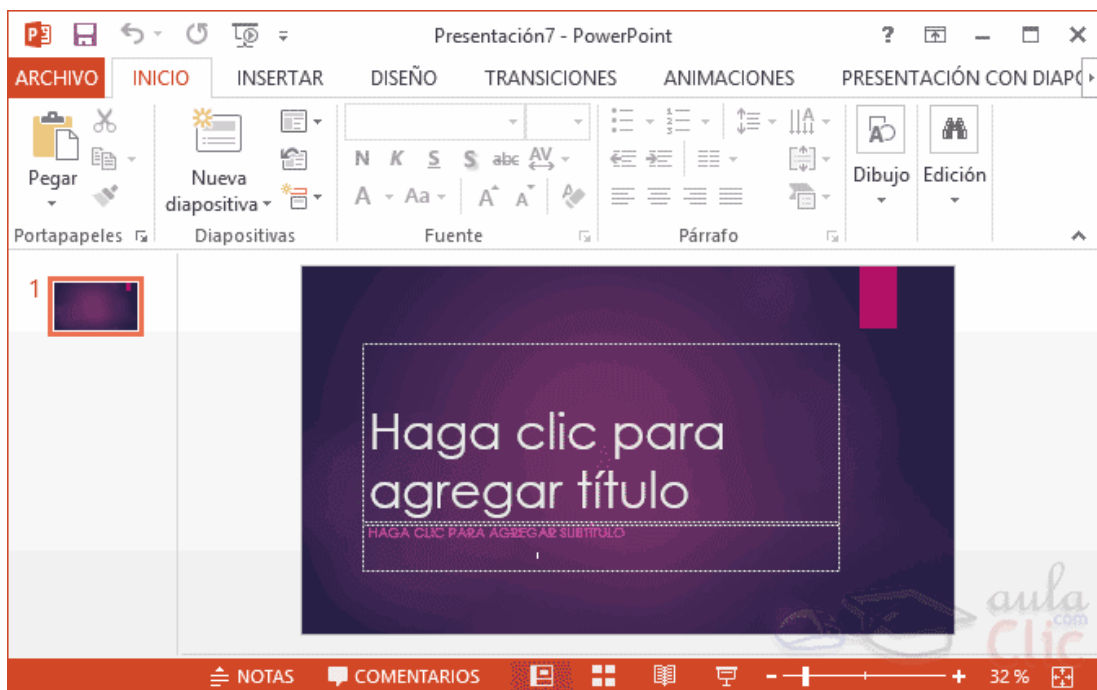 Presentación7 - PowerPoint ?
ARCHIVO INICIO INSERTAR DISEÑO TRANSICIONES ANIMACIONES PRESENTACIÓN CON DIAP
Pegar
Nueva diapositiva
N K S S abc AV
A Aa A A
Dibujo Edición
Portapapeles Diapositivas Fuente Párrafo
1
Haga clic para
agregar título
HAGA CLIC PARA AGREGAR SUBTÍTULO
aula
.com
Clic
NOTAS COMENTARIOS 32 %